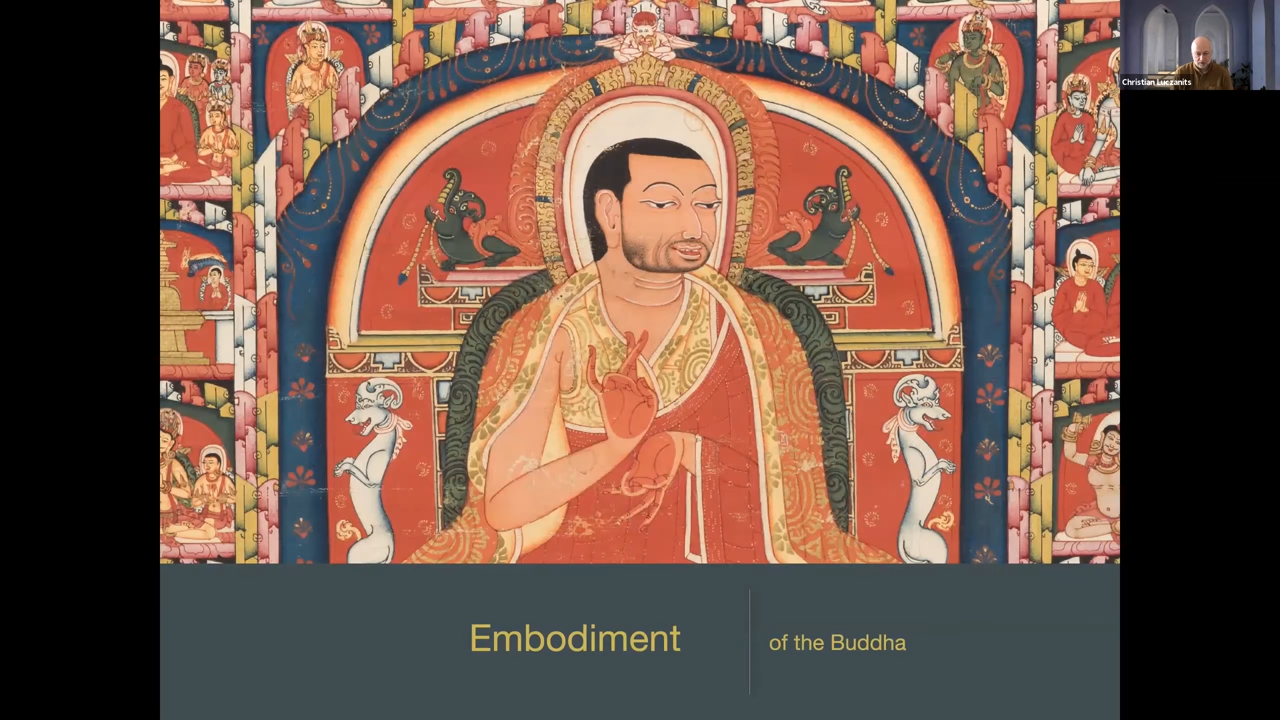 Christian Luczanits
Embodiment
of the Buddha